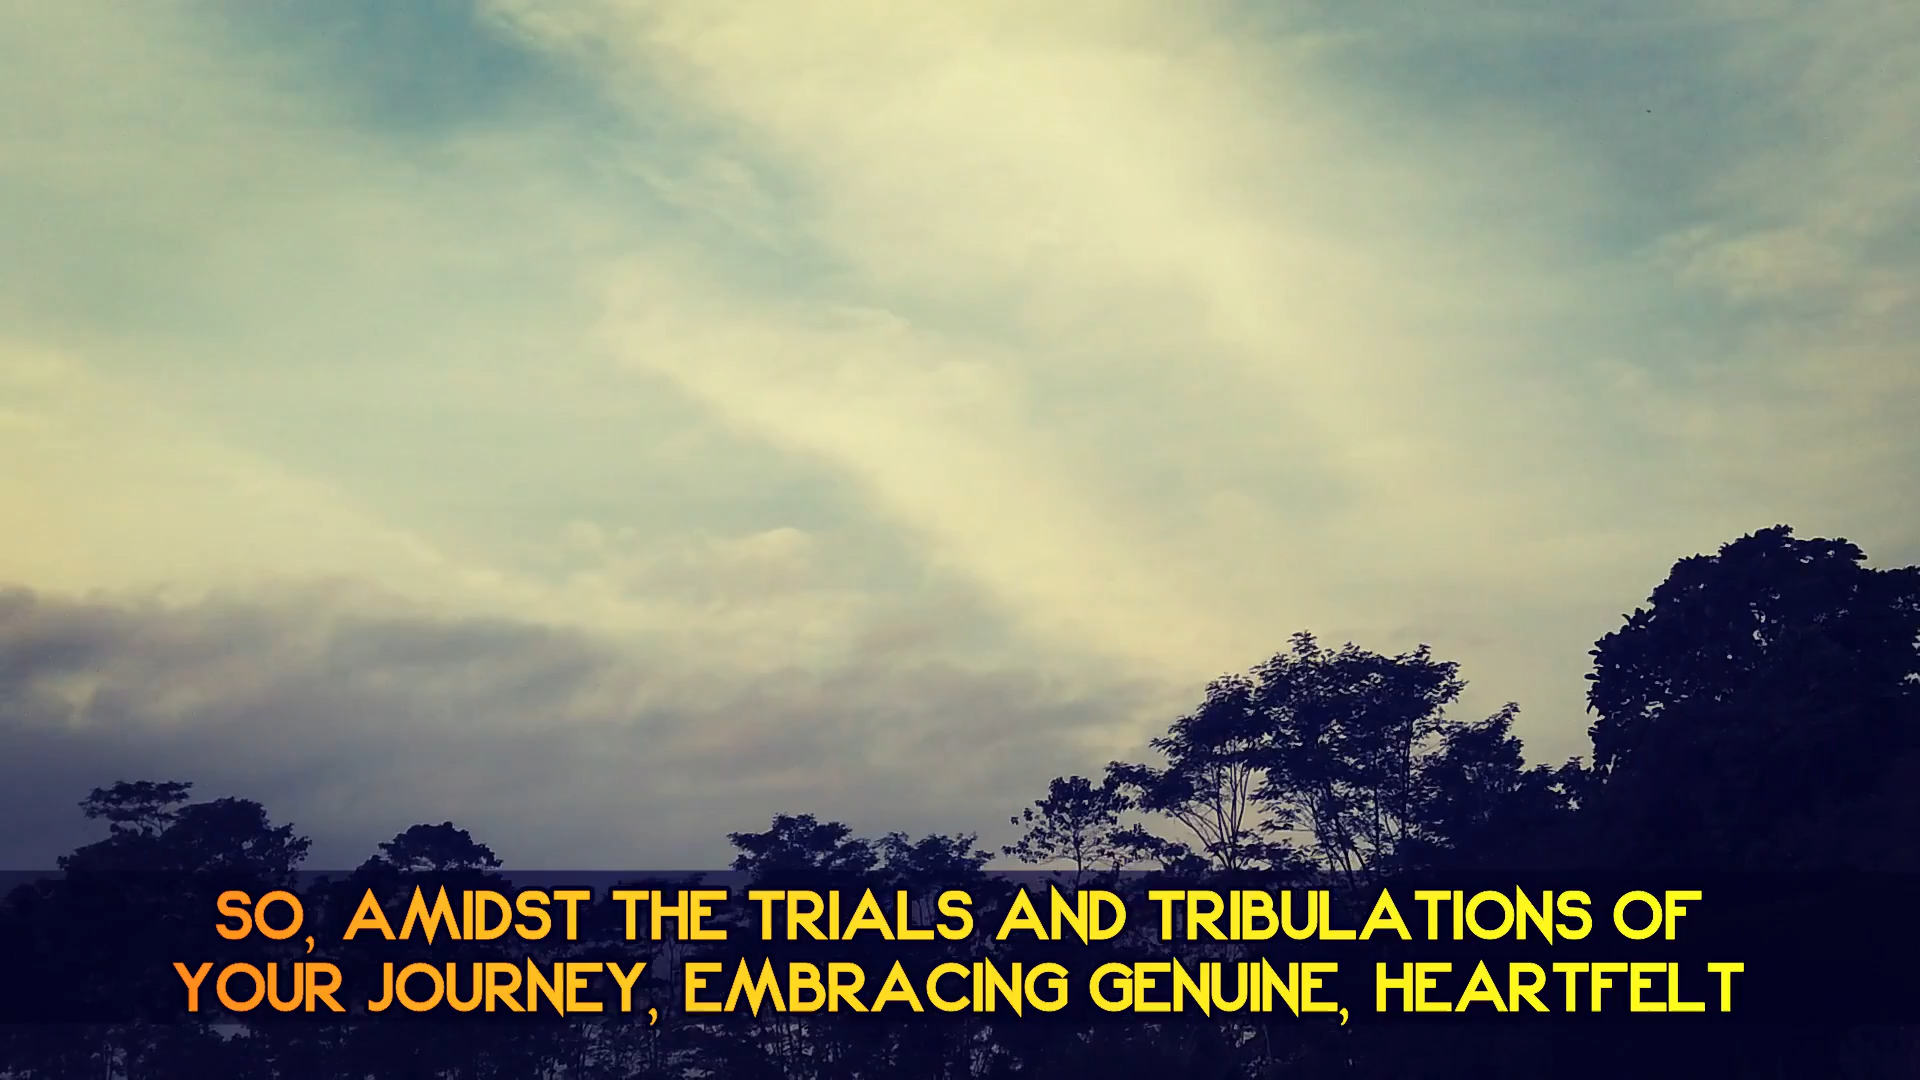 SO, AMIDST THE TRIALS AND TRIBULATIONS OF
YOUR JOURNEY, EMBRACING GENUINE, HEARTFELT